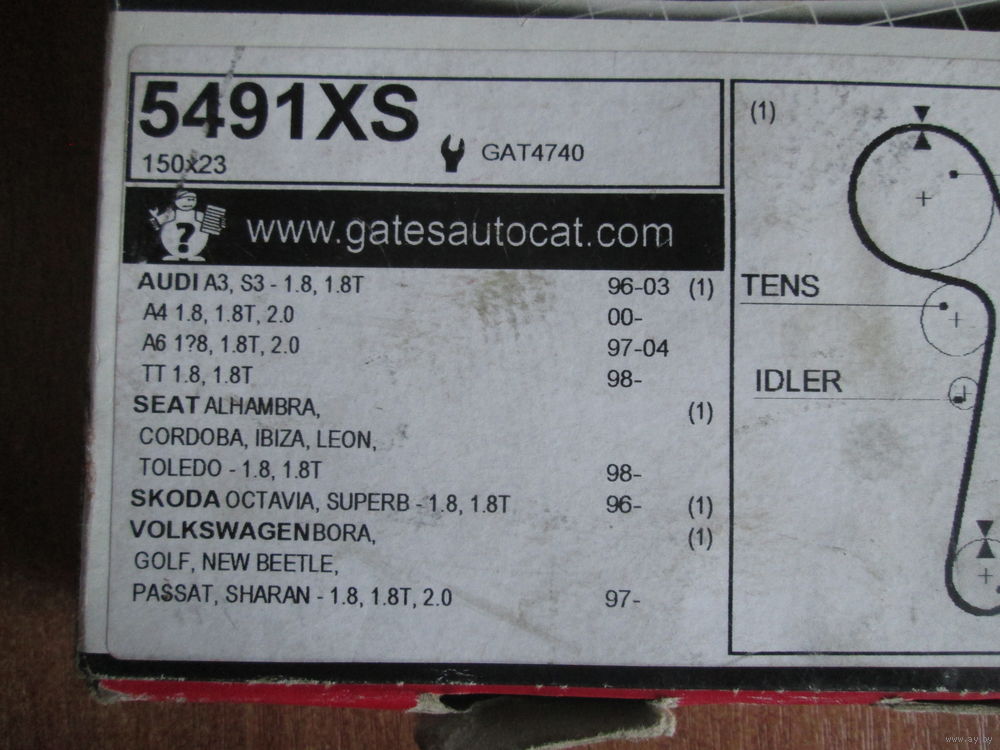 5491XS
150x23
GAT4740
www.gatesautocat.com
AUDI A3, S3 - 1.8, 1.8T 96-03 (1)
A4 1.8, 1.8T, 2.0 00-
A6 1?8, 1.8T, 2.0 97-04
TT 1.8, 1.8T 98-
SEAT ALHAMBRA, (1)
CORDOBA, IBIZA, LEON,
TOLEDO - 1.8, 1.8T 98-
SKODA OCTAVIA, SUPERB - 1.8, 1.8T 96- (1)
VOLKSWAGEN BORA, (1)
GOLF, NEW BEETLE,
PASSAT, SHARAN - 1.8, 1.8T, 2.0 97-
(1)
TENS
IDLER
www.ay.by